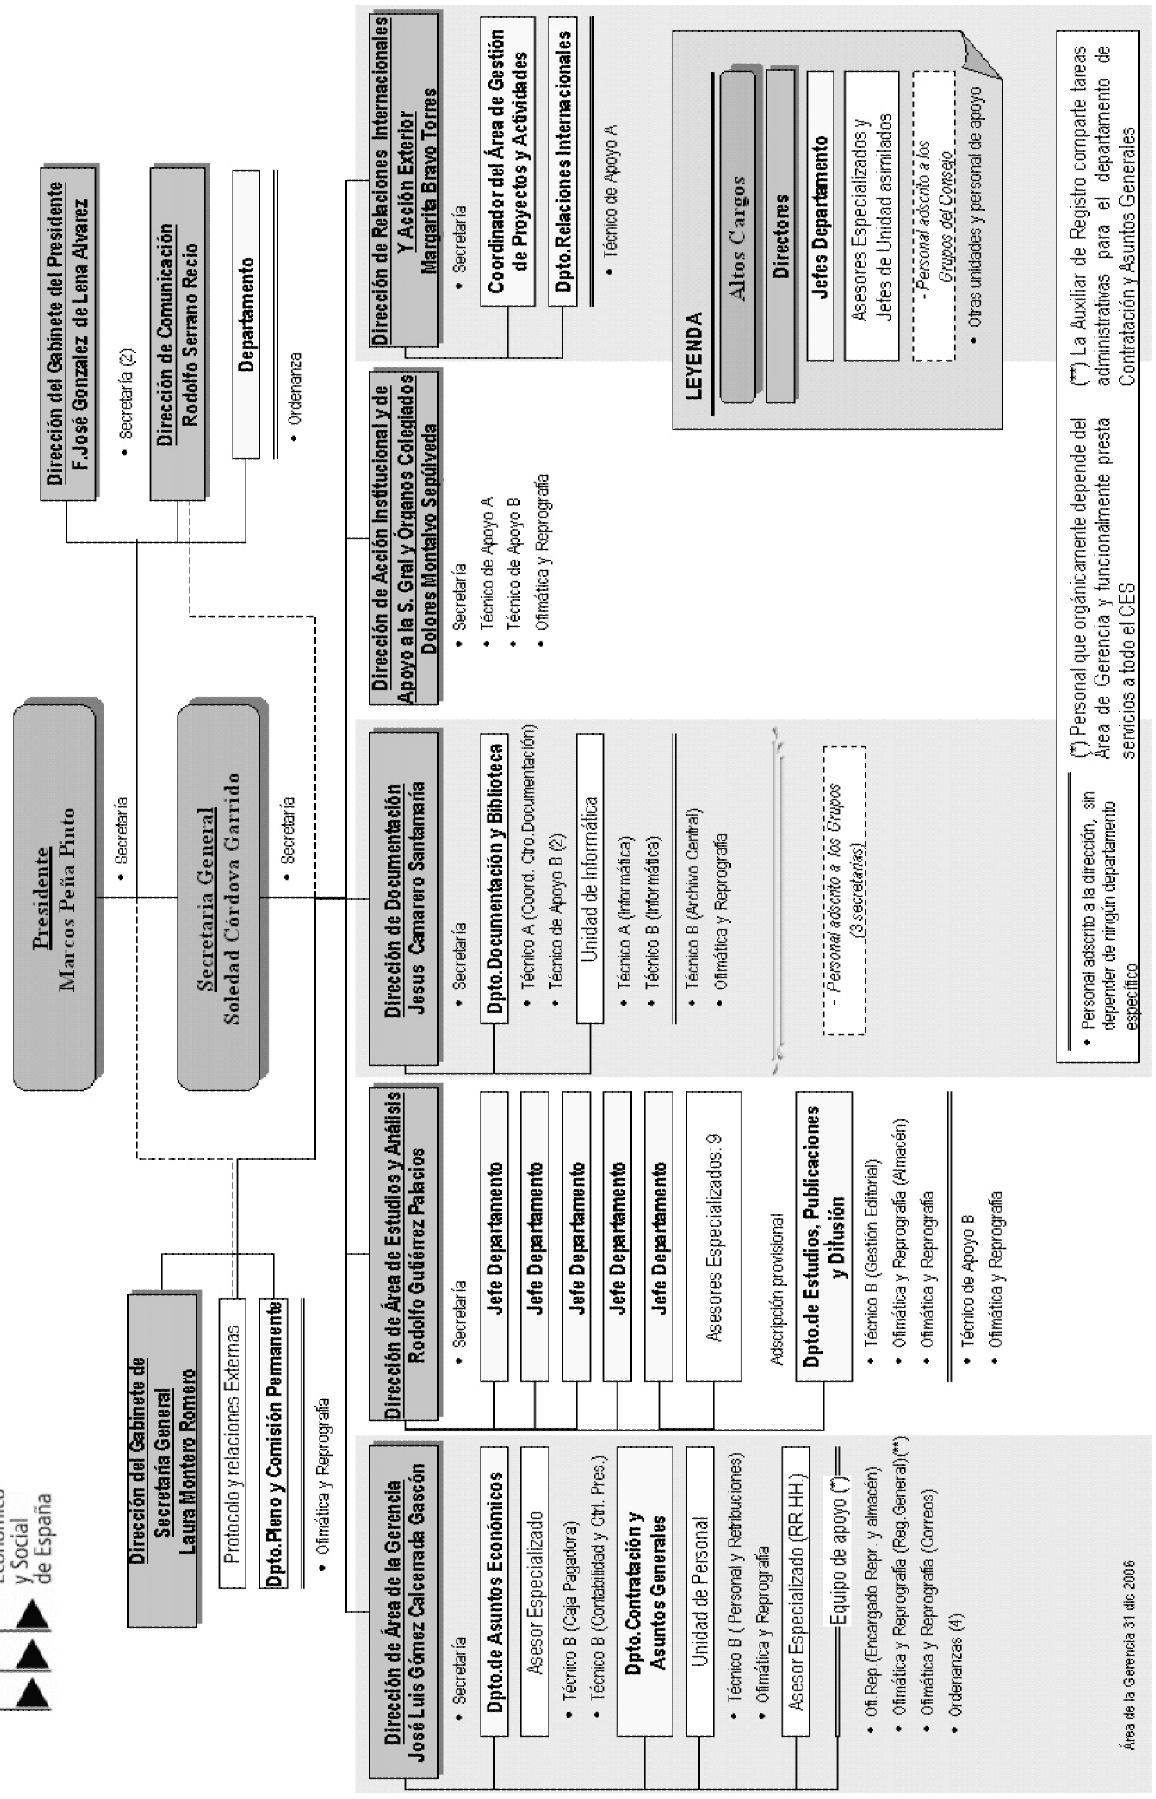 Económico
y Social
de España
Presidente
Marcos Peña Pinto
• Secretaría
Secretaria General
Soledad Córdova Garrido
• Secretaría
Dirección del Gabinete del Presidente
F.José Gonzalez de Lena Alvarez
• Secretaría (2)
Dirección de Comunicación
Rodolfo Serrano Recio
Departamento
• Ordenanza
Dirección del Gabinete de
Secretaría General
Laura Montero Romero
Protocolo y relaciones Externas
Dpto.Pleno y Comisión Permanente
• Ofimática y Reprografía
Dirección de Área de la Gerencia
José Luis Gómez Calcerrada Gascón
• Secretaría
Dpto.de Asuntos Económicos
Asesor Especializado
• Técnico B (Caja Pagadora)
• Técnico B (Contabilidad y Ctrl. Pres.)
Dpto.Contratación y
Asuntos Generales
Unidad de Personal
• Técnico B ( Personal y Retribuciones)
• Ofimática y Reprografía
Asesor Especializado (RR.HH.)
Equipo de apoyo (*)
• Ofi.Rep (Encargado Repr. y almacén)
• Ofimática y Reprografía (Reg.General)(**)
• Ofimática y Reprografía (Correos)
• Ordenanzas (4)
Dirección de Área de Estudios y Análisis
Rodolfo Gutiérrez Palacios
• Secretaría
Jefe Departamento
Jefe Departamento
Jefe Departamento
Jefe Departamento
Jefe Departamento
Asesores Especializados: 9
Adscripción provisional
Dpto.de Estudios, Publicaciones
y Difusión
• Técnico B (Gestión Editorial)
• Ofimática y Reprografía (Almacén)
• Ofimática y Reprografía
• Técnico de Apoyo B
• Ofimática y Reprografía
Dirección de Documentación
Jesus Camarero Santamaría
• Secretaría
Dpto.Documentación y Biblioteca
• Técnico A (Coord. Ctro.Documentación)
• Técnico de Apoyo B (2)
Unidad de Informática
• Técnico A (Informática)
• Técnico B (Informática)
• Técnico B (Archivo Central)
• Ofimática y Reprografía
- Personal adscrito a los Grupos
(3 secretarias)
Dirección de Acción Institucional y de
Apoyo a la S. Gral y Órganos Colegiados
Dolores Montalvo Sepúlveda
• Secretaría
• Técnico de Apoyo A
• Técnico de Apoyo B
• Ofimática y Reprografía
Dirección de Relaciones Internacionales
Y Acción Exterior
Margarita Bravo Torres
• Secretaría
Coordinador del Área de Gestión
de Proyectos y Actividades
Dpto.Relaciones Internacionales
• Técnico de Apoyo A
LEYENDA
Altos Cargos
Directores
Jefes Departamento
Asesores Especializados y
Jefes de Unidad asimilados
- Personal adscrito a los
Grupos del Consejo
• Otras unidades y personal de apoyo
• Personal adscrito a la dirección, sin
depender de ningún departamento
específico
(*) Personal que orgánicamente depende del
Área de Gerencia y funcionalmente presta
servicios a todo el CES
(**) La Auxiliar de Registro comparte tareas
administrativas para el departamento de
Contratación y Asuntos Generales
Área de la Gerencia 31 dic 2006